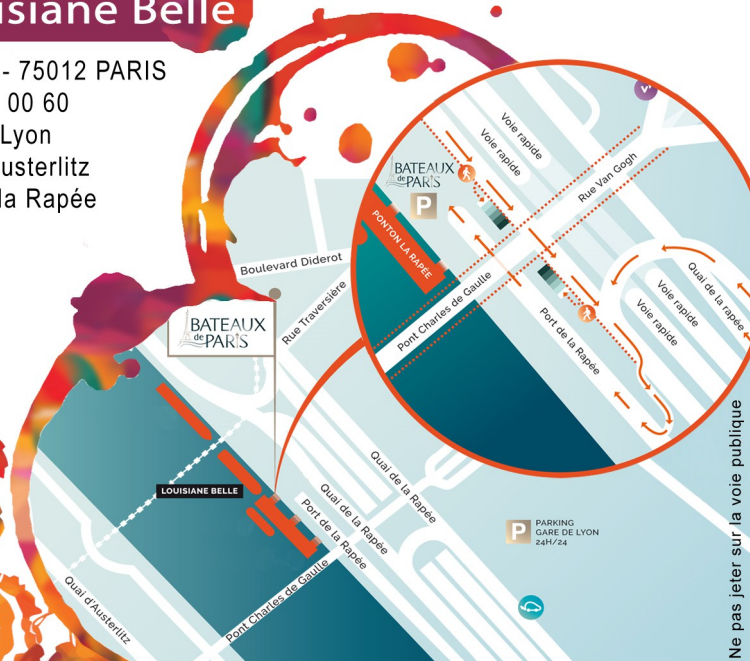 isiane Belle
- 75012 PARIS
00 60
Lyon
usterlitz
la Rapée
Voie rapide
Voie rapide
BATEAUX
de PARIS
P
Rue Van Gogh
PONTON LA RAPÉE
Boulevard Diderot
Rue Traversière
Pont Charles de Gaulle
Quai de la rapée
Voie rapide
Voie rapide
Port de la Rapée
BATEAUX
de PARIS
LOUISIANE BELLE
Quai de la Rapée
Quai de la Rapée
Port de la Rapée
P
PARKING
GARE DE LYON
24H/24
Pont Charles de Gaulle
Quai d'Austerlitz
Ne pas jeter sur la voie publique